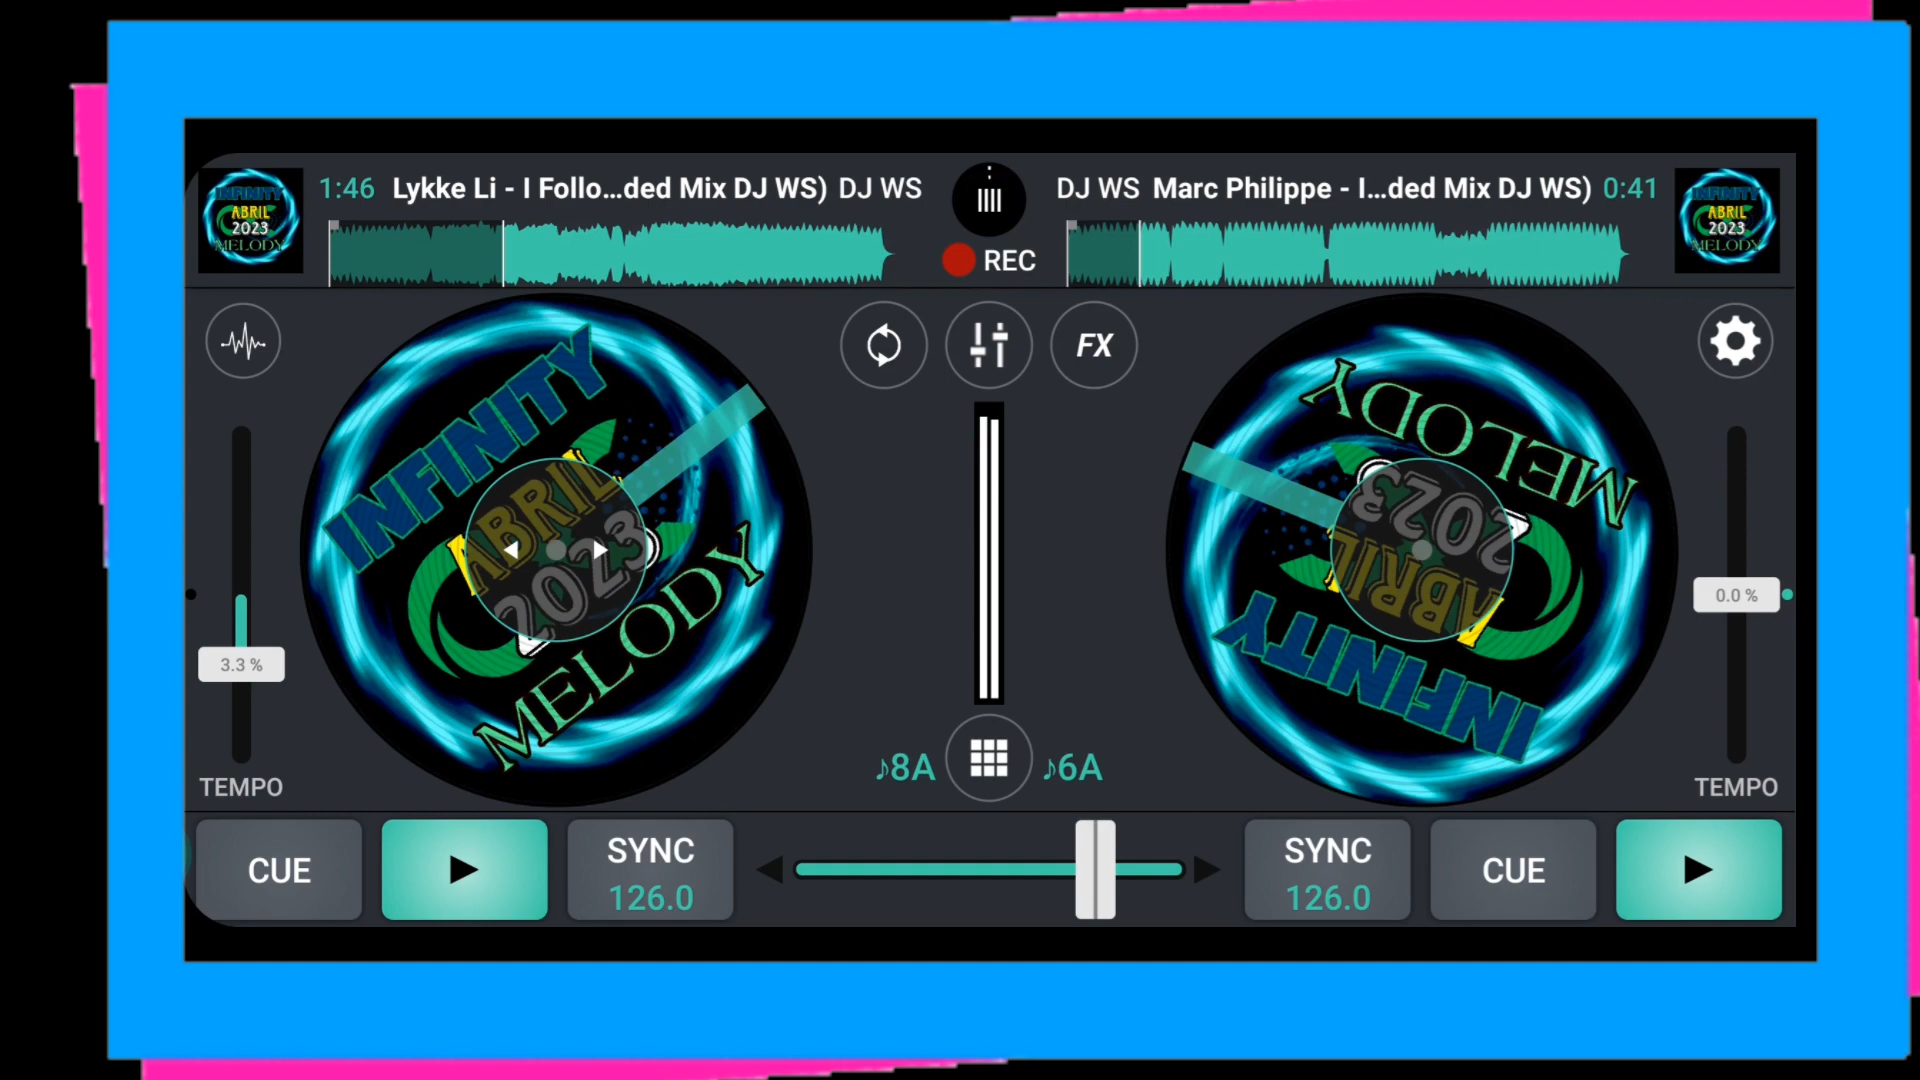 INFINITY
ABRIL
2023
MELODY
1:46 Lykke Li - I Follo...ded Mix DJ WS) DJ WS
DJ WS Marc Philippe - I...ded Mix DJ WS) 0:41
INFINITY
ABRIL
2023
MELODY
REC
FX
INFINITY
ABRIL
2023
MELODY
MELODY
2023
ABRIL
INFINITY
3.3 %
0.0 %
TEMPO
♪8A
♪6A
TEMPO
CUE
SYNC
126.0
SYNC
126.0
CUE